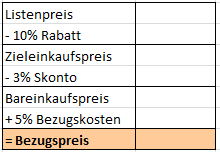 Listenpreis
- 10% Rabatt
Zieleinkaufspreis
- 3% Skonto
Bareinkaufspreis
+ 5% Bezugskosten
= Bezugspreis